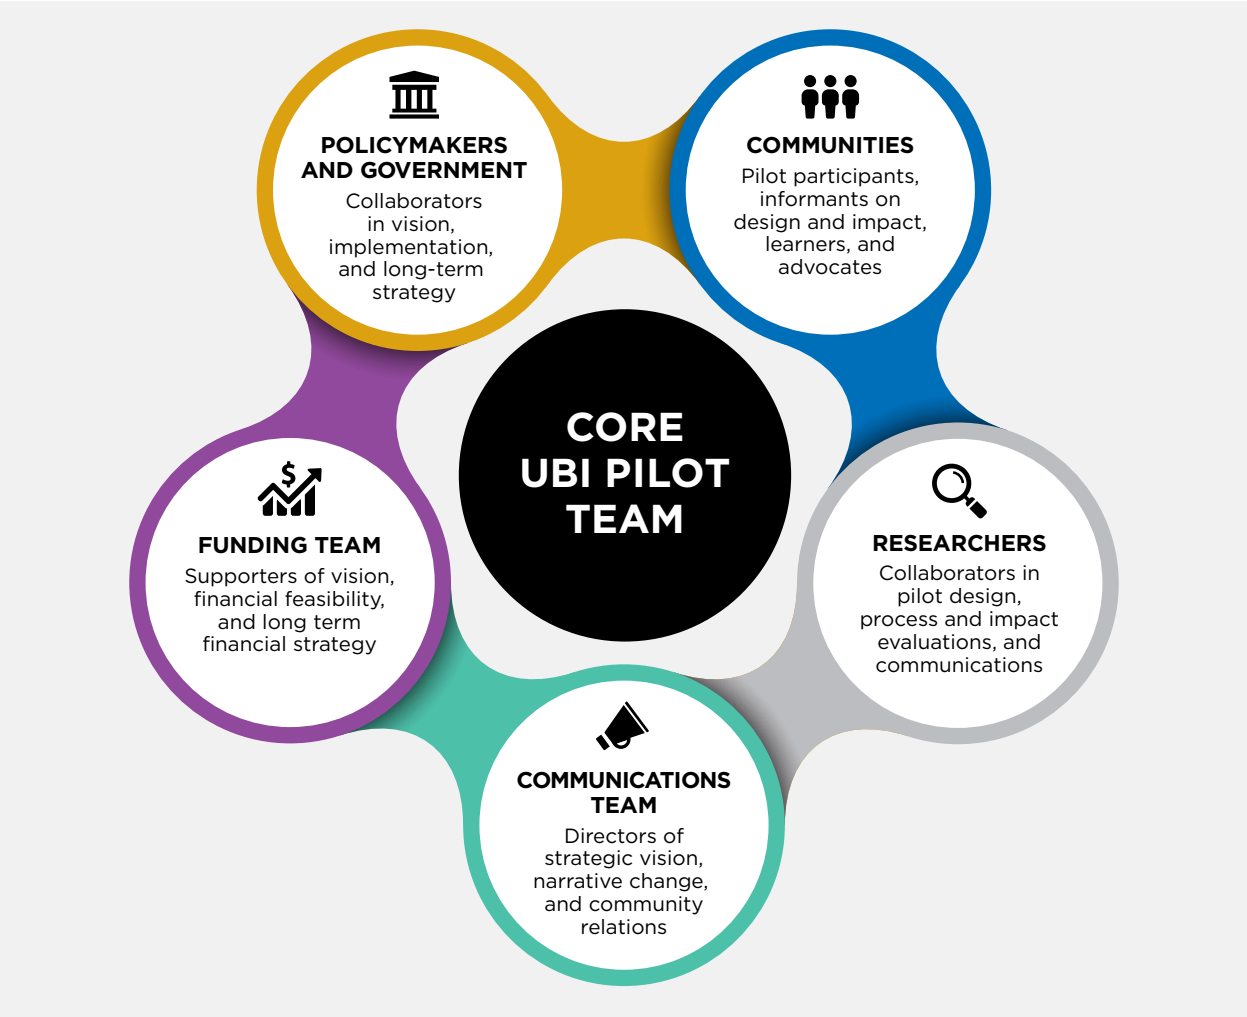 POLICYMAKERS
AND GOVERNMENT
Collaborators
in vision,
implementation,
and long-term
strategy
COMMUNITIES
Pilot participants,
informants on
design and impact,
learners, and
advocates
CORE
UBI PILOT
TEAM
$
FUNDING TEAM
Supporters of vision,
financial feasibility,
and long term
financial strategy
RESEARCHERS
Collaborators in
pilot design,
process and impact
evaluations, and
communications
COMMUNICATIONS
TEAM
Directors of
strategic vision,
narrative change,
and community
relations